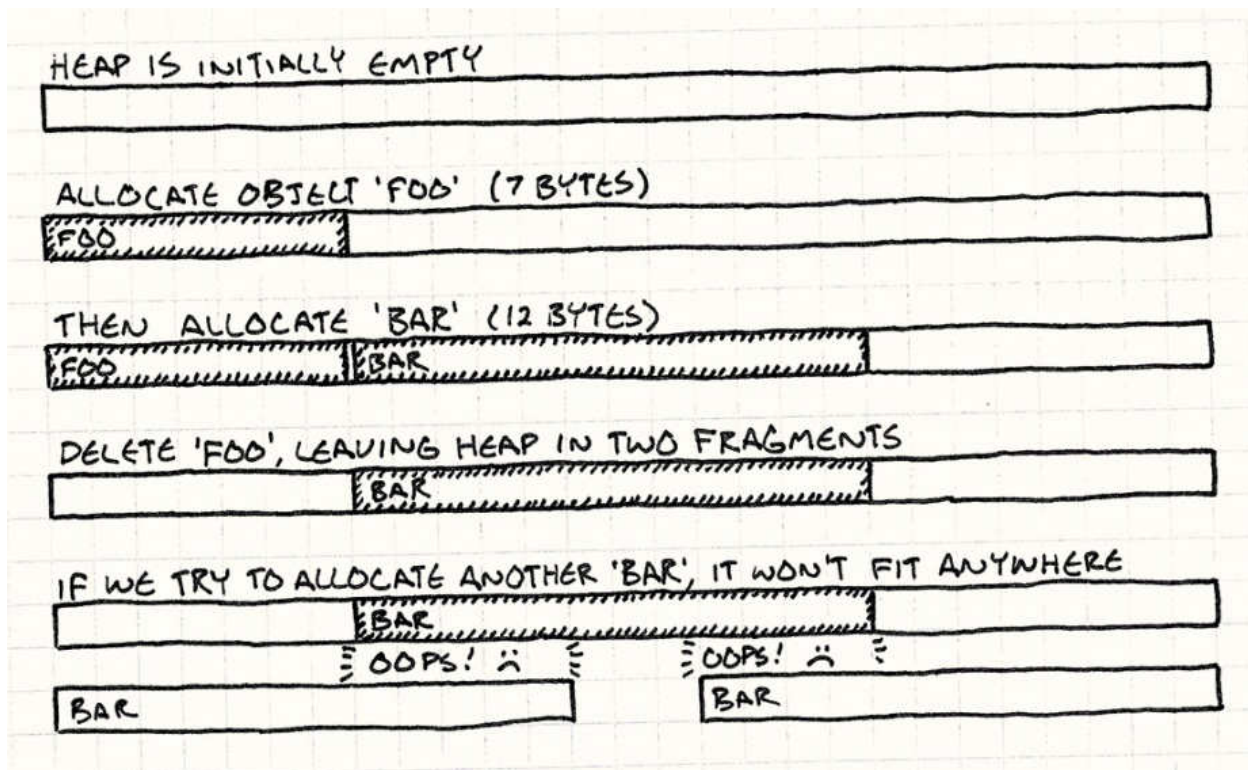 HEAP IS INITIALLY EMPTY
ALLOCATE OBJECT 'FOO' (7 BYTES)
FOO
THEN ALLOCATE 'BAR' (12 BYTES)
FOO BAR
DELETE 'FOO', LEAVING HEAP IN TWO FRAGMENTS
BAR
IF WE TRY TO ALLOCATE ANOTHER 'BAR', IT WON'T FIT ANYWHERE
BAR
OOPS! OOPS!
BAR BAR